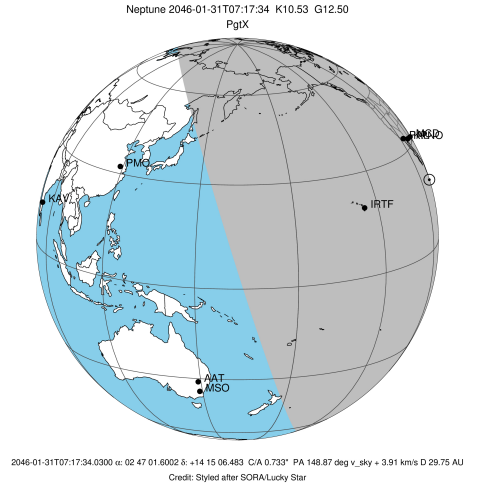 Neptune 2046-01-31T07:17:34 K10.53 G12.50
PgtX
PMO
KAV
IRTF
AAT
MSO
2046-01-31T07:17:34.0300 α: 02 47 01.6002 δ: +14 15 06.483 C/A 0.733" PA 148.87 deg v_sky + 3.91 km/s D 29.75 AU
Credit: Styled after SORA/Lucky Star